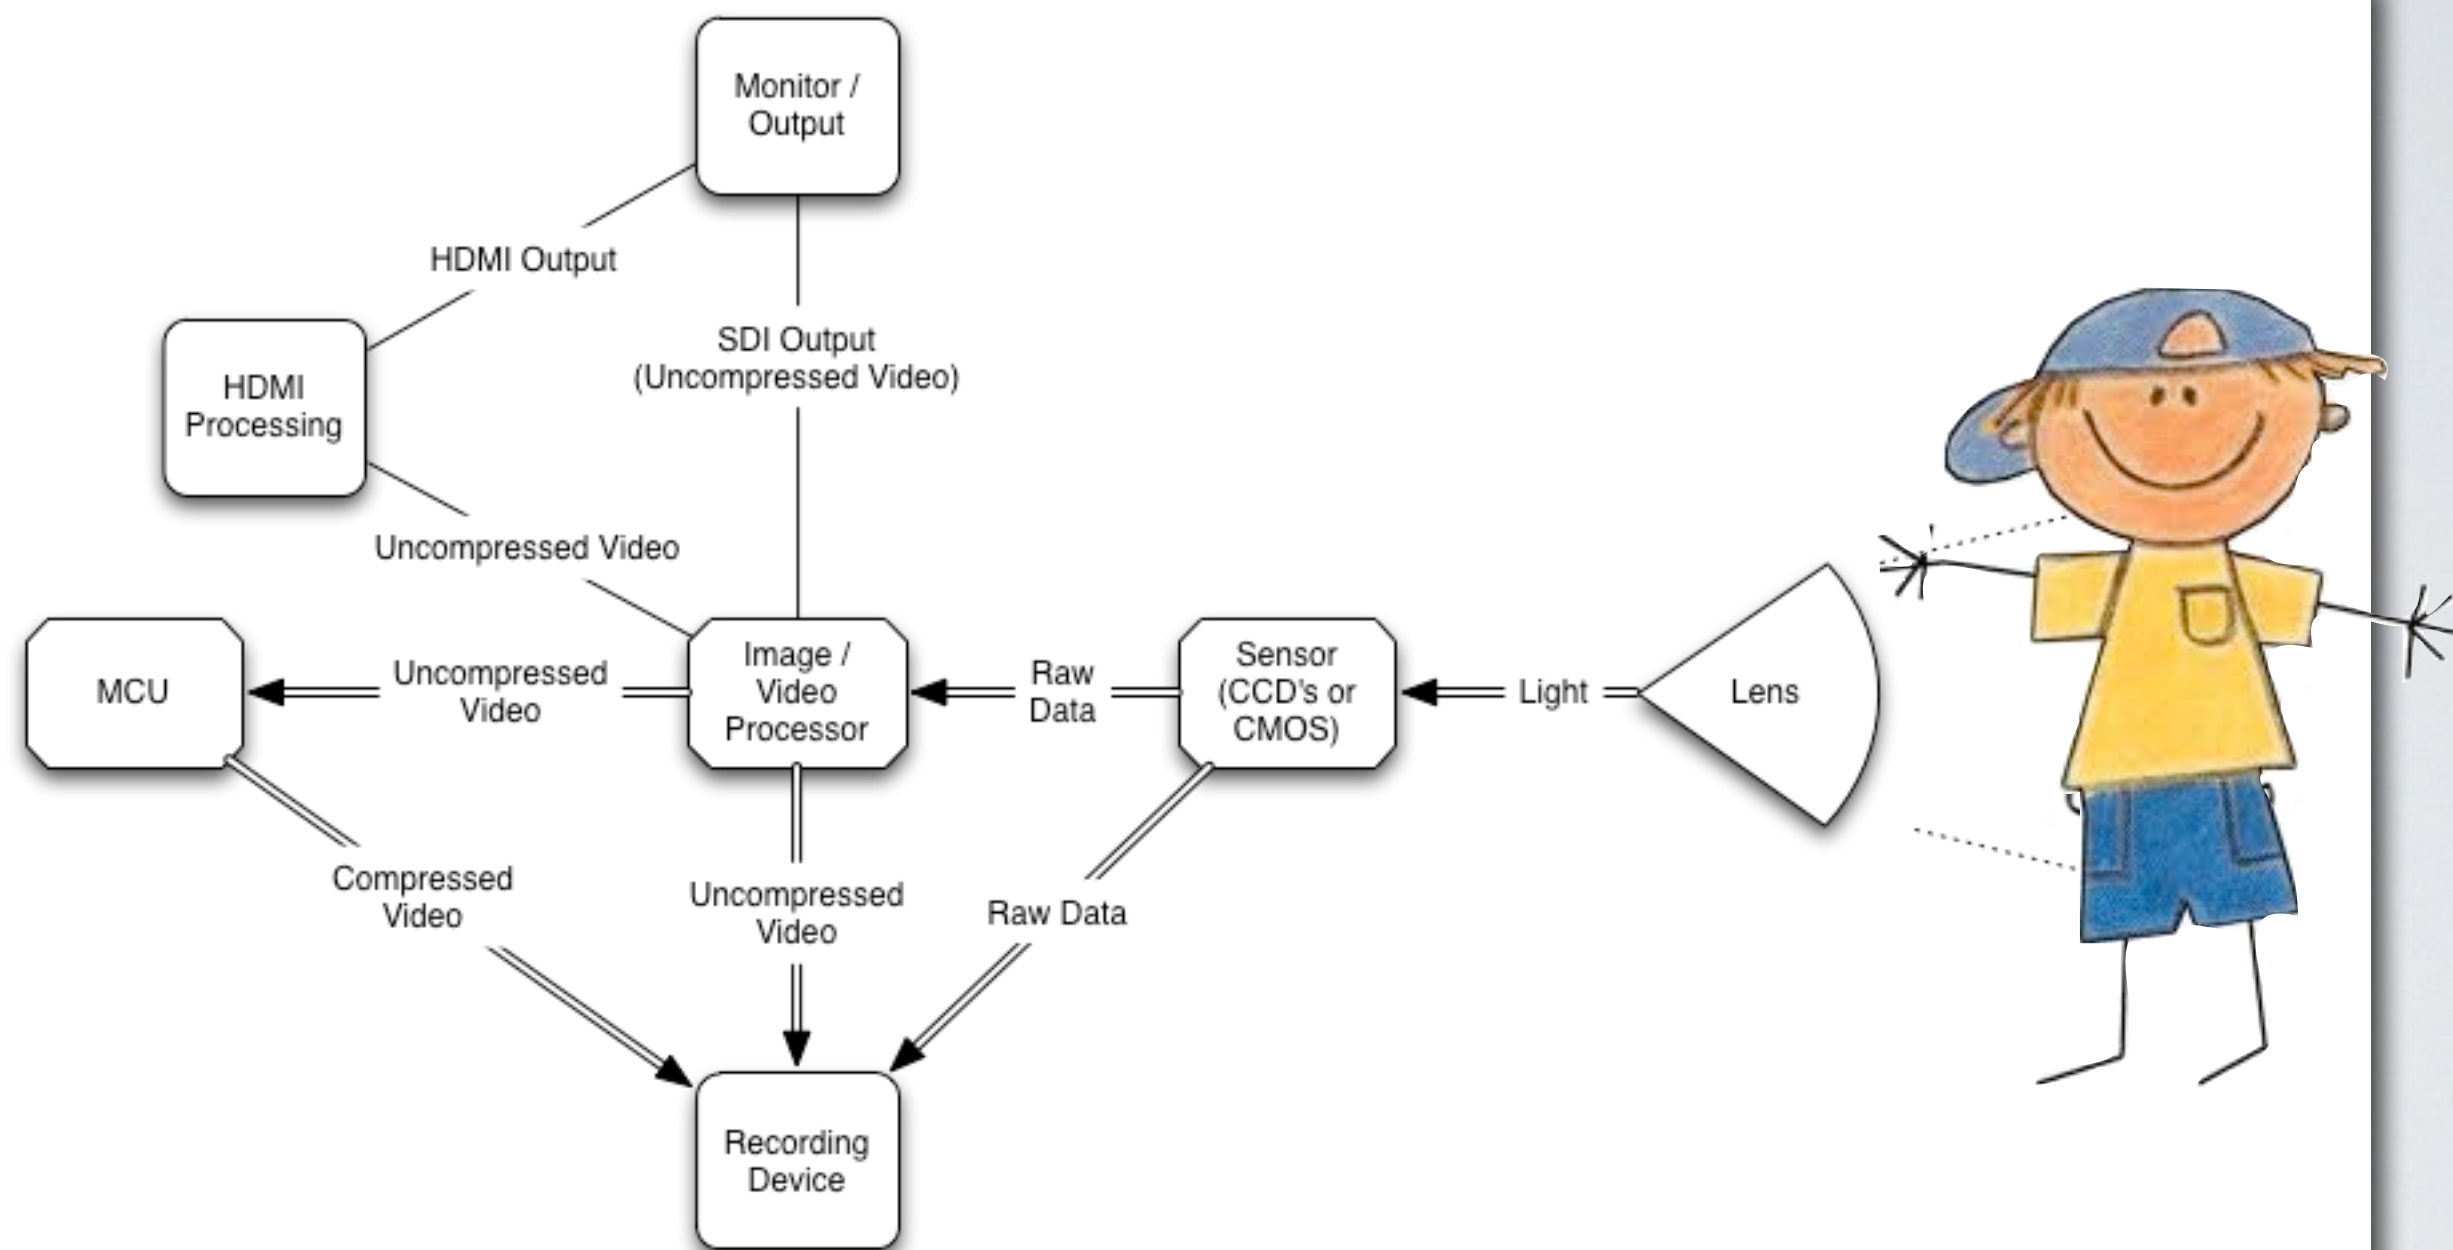 Monitor /
Output
HDMI Output
SDI Output
(Uncompressed Video)
HDMI
Processing
Uncompressed Video
MCU
Uncompressed
Video
Image /
Video
Processor
Raw
Data
Sensor
(CCD's or
CMOS)
Light
Lens
Compressed
Video
Uncompressed
Video
Raw Data
Recording
Device